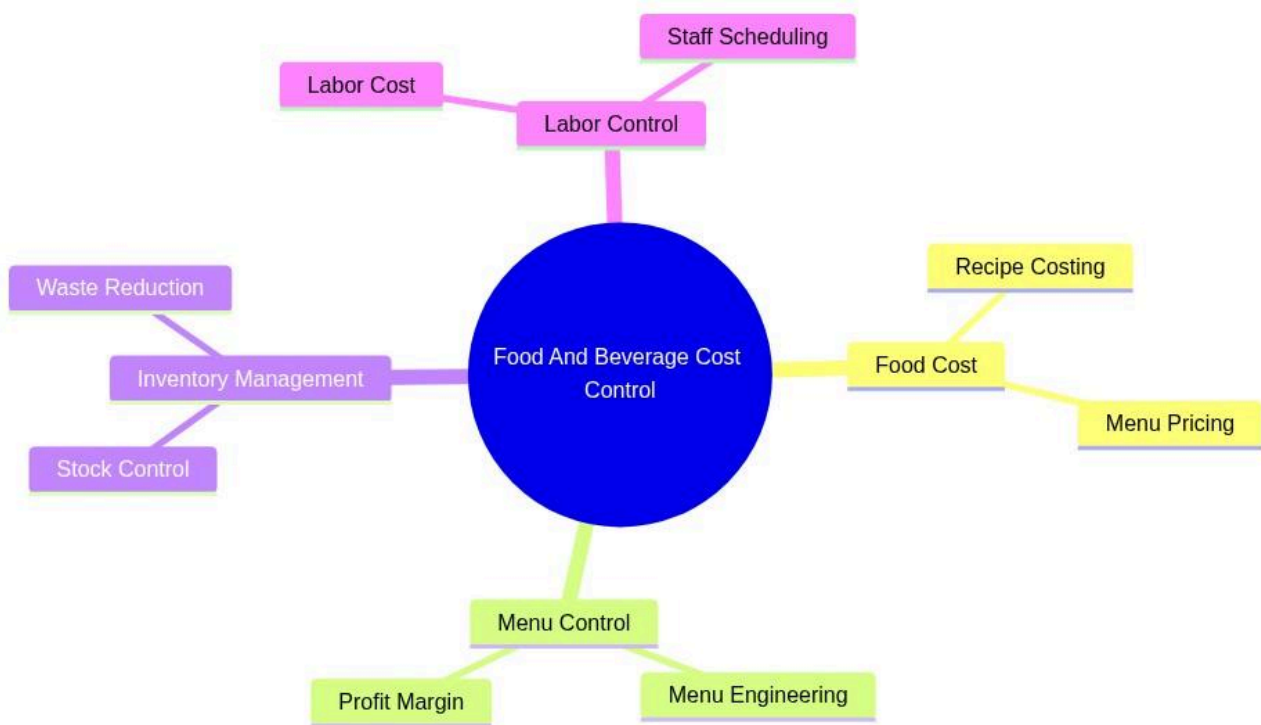 Staff Scheduling
Labor Cost
Labor Control
Recipe Costing
Waste Reduction
Food And Beverage Cost
Control
Food Cost
Inventory Management
Menu Pricing
Stock Control
Menu Control
Menu Engineering
Profit Margin